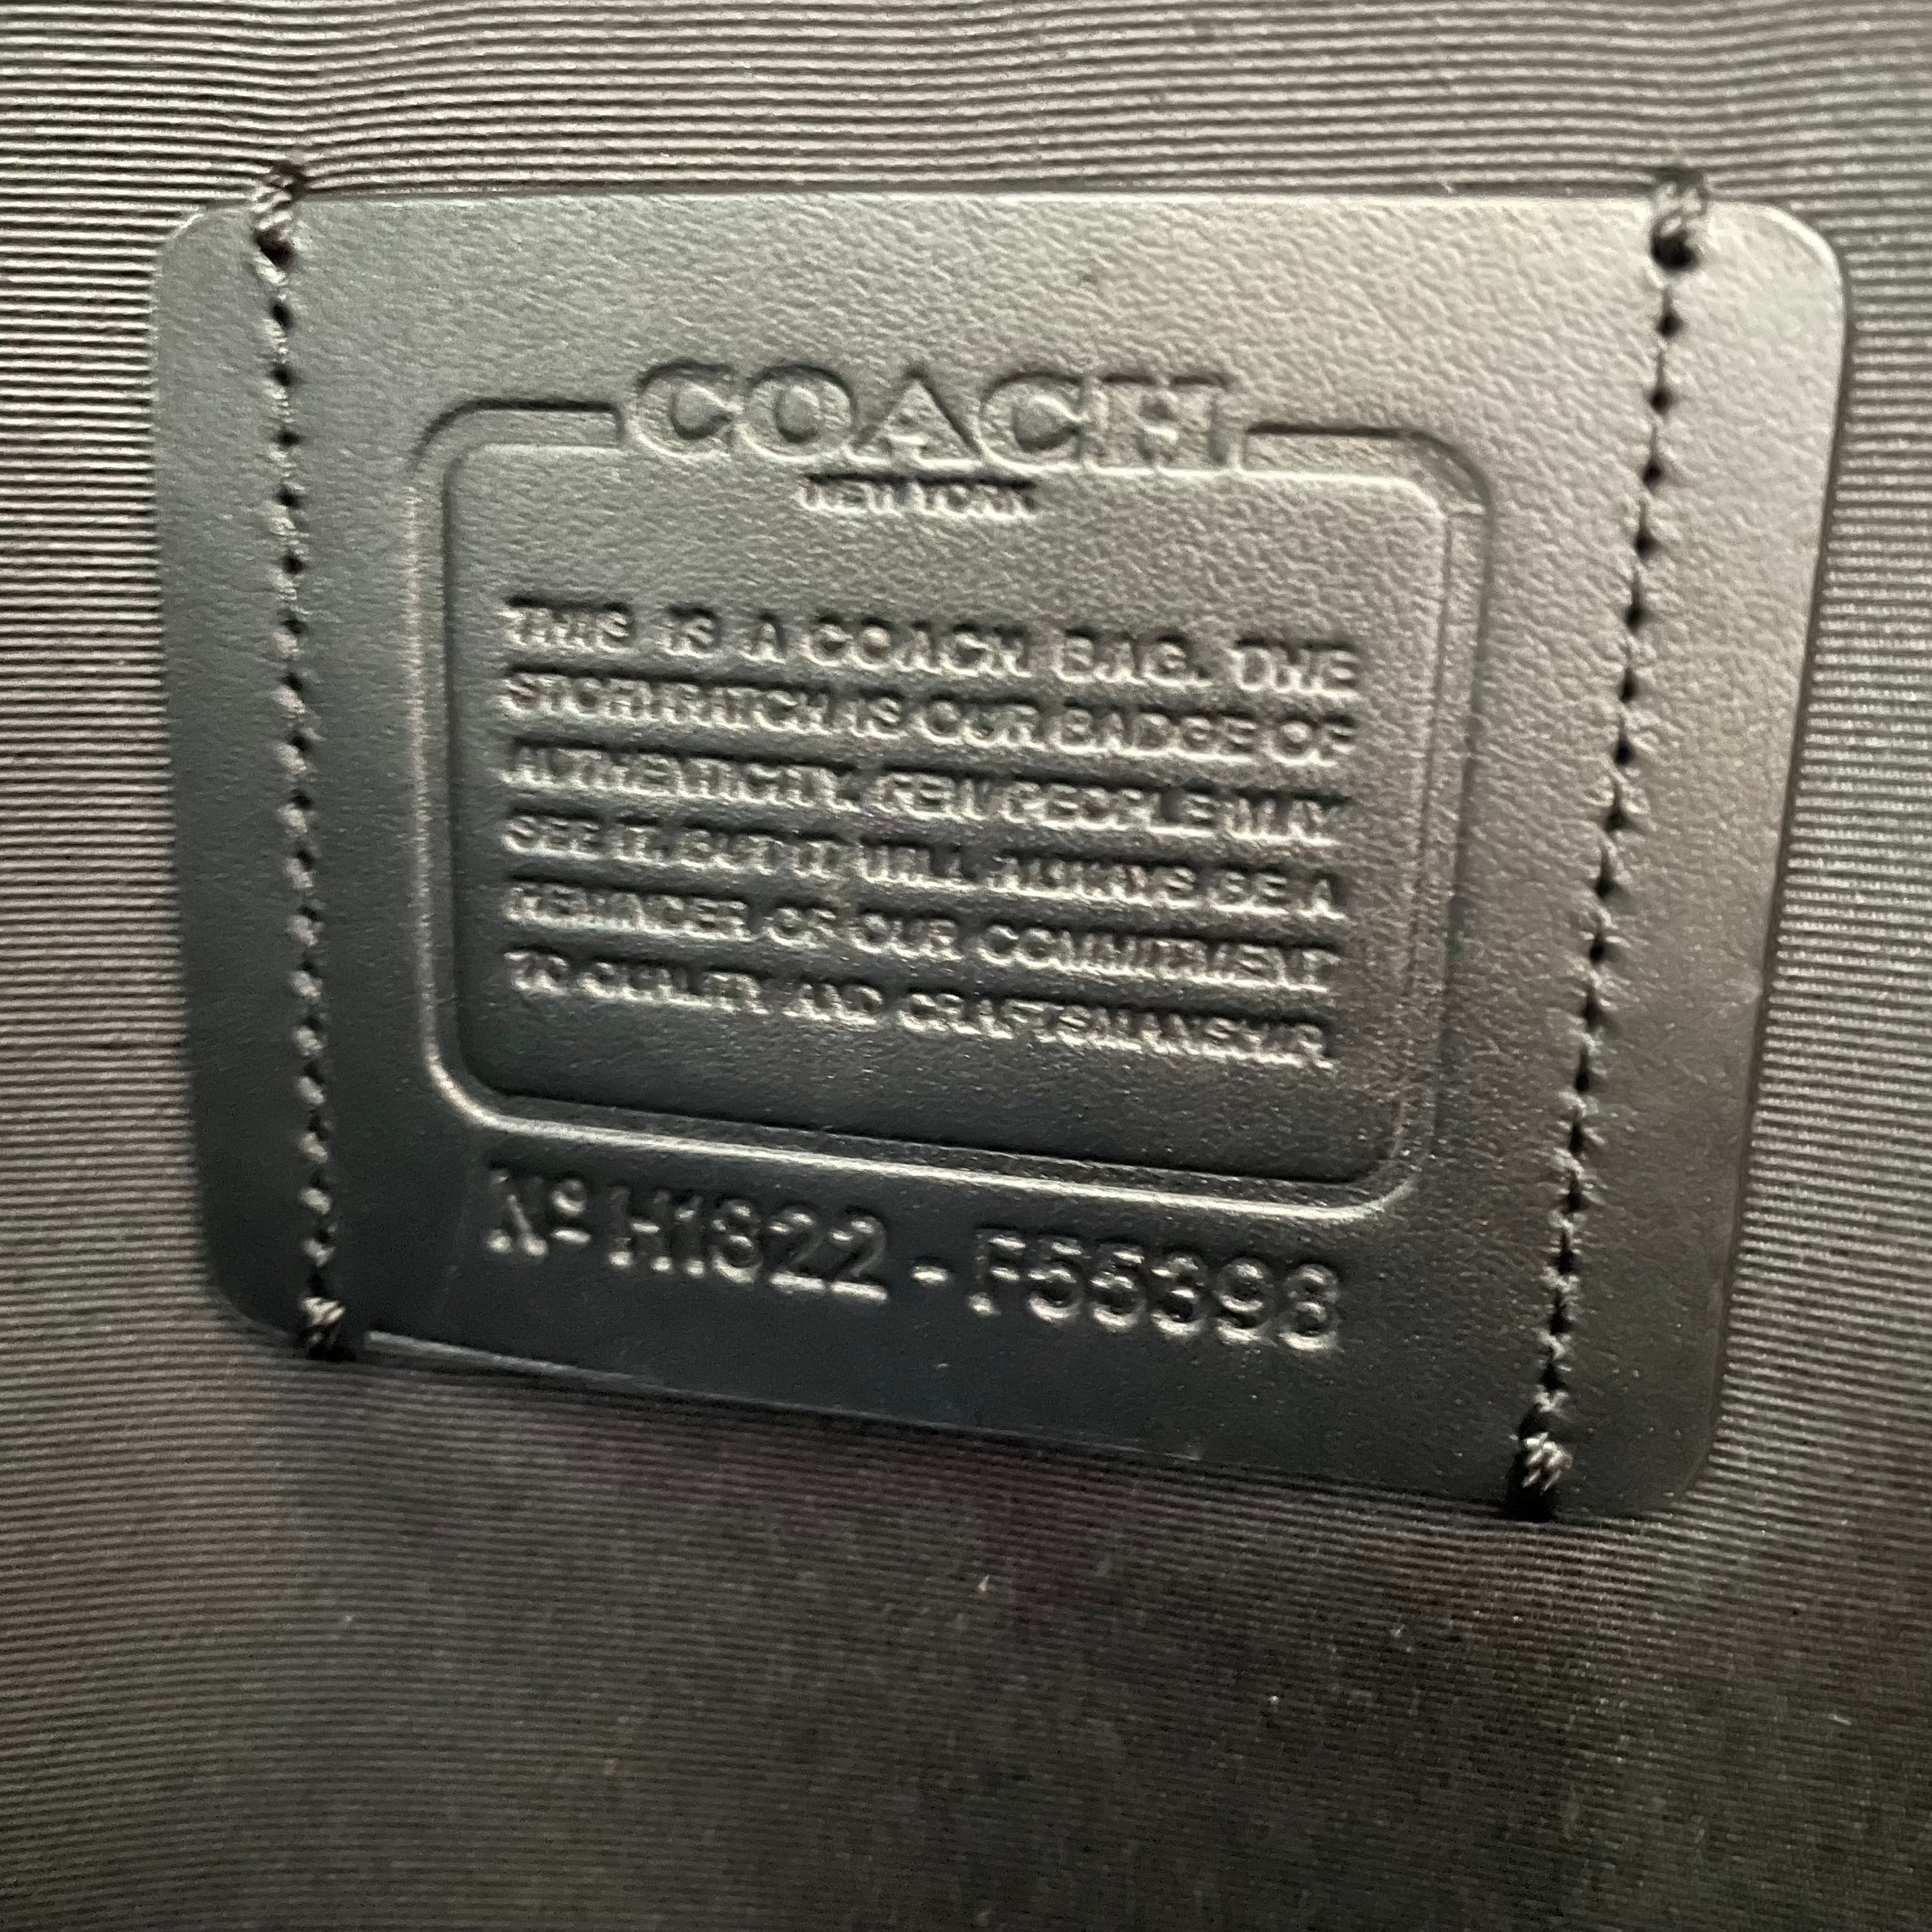 COACH
NEW YORK
THIS IS A COACH BAG. THE
STORYPATCH IS OUR BADGE OF
AUTHENTICITY. FEW PEOPLE MAY
SEE IT, BUT IT WILL ALWAYS BE A
REMINDER OF OUR COMMITMENT
TO QUALITY AND CRAFTSMANSHIP.
Nº H1822 - F55398